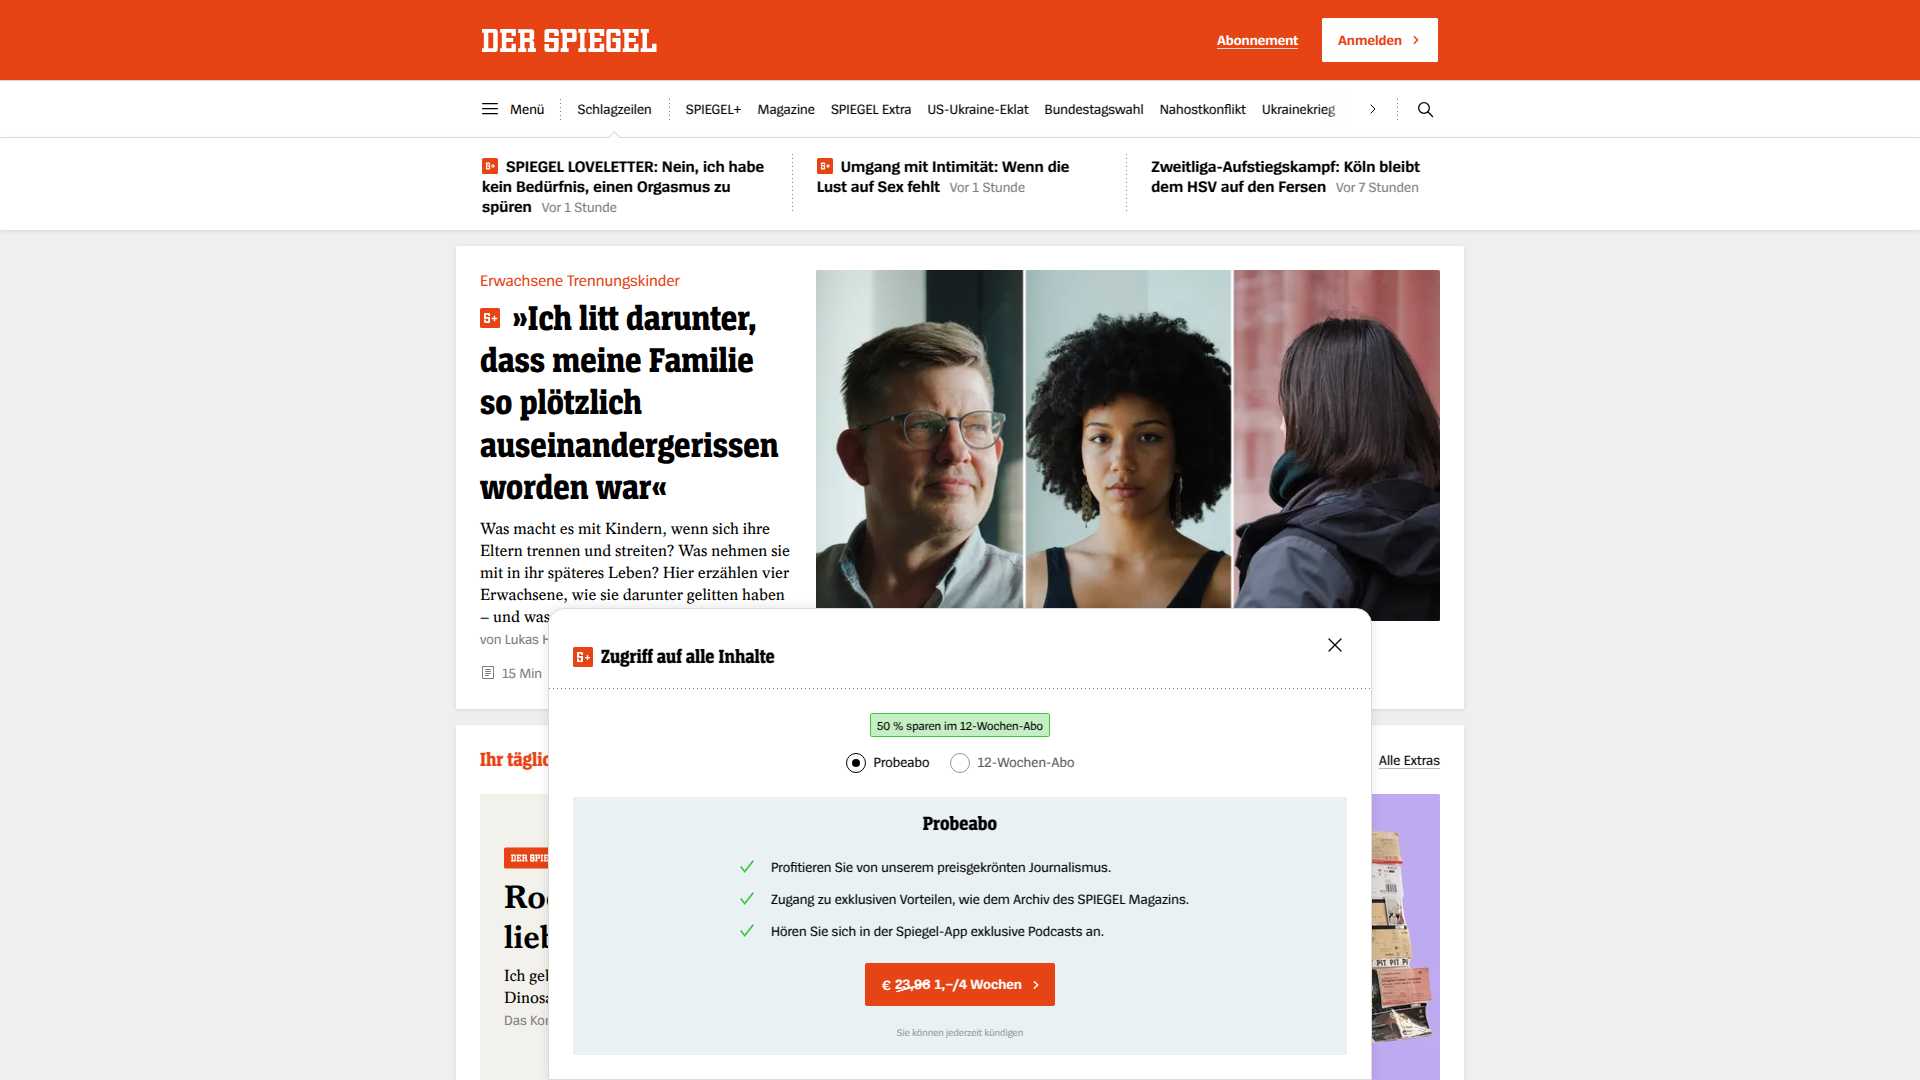 DER SPIEGEL
Abonnement
Anmelden
Menü
Schlagzeilen
SPIEGEL+
Magazine
SPIEGEL Extra
US-Ukraine-Eklat
Bundestagswahl
Nahostkonflikt
Ukrainekrieg
SPIEGEL LOVELETTER: Nein, ich habe
kein Bedürfnis, einen Orgasmus zu
spüren Vor 1 Stunde
Umgang mit Intimität: Wenn die
Lust auf Sex fehlt Vor 1 Stunde
Zweitliga-Aufstiegskampf: Köln bleibt
dem HSV auf den Fersen Vor 7 Stunden
Erwachsene Trennungskinder
»Ich litt darunter,
dass meine Familie
so plötzlich
auseinandergerissen
worden war«
Was macht es mit Kindern, wenn sich ihre
Eltern trennen und streiten? Was nehmen sie
mit in ihr späteres Leben? Hier erzählen vier
Erwachsene, wie sie darunter gelitten haben
– und was
von Lukas H
15 Min
Zugriff auf alle Inhalte
50 % sparen im 12-Wochen-Abo
Probeabo
12-Wochen-Abo
Probeabo
Profitieren Sie von unserem preisgekrönten Journalismus.
Zugang zu exklusiven Vorteilen, wie dem Archiv des SPIEGEL Magazins.
Hören Sie sich in der Spiegel-App exklusive Podcasts an.
€ 23,96 1,–/4 Wochen
Sie können jederzeit kündigen
Ihr täglic
Alle Extras
DER SPIE
Ich gel
Das Kor